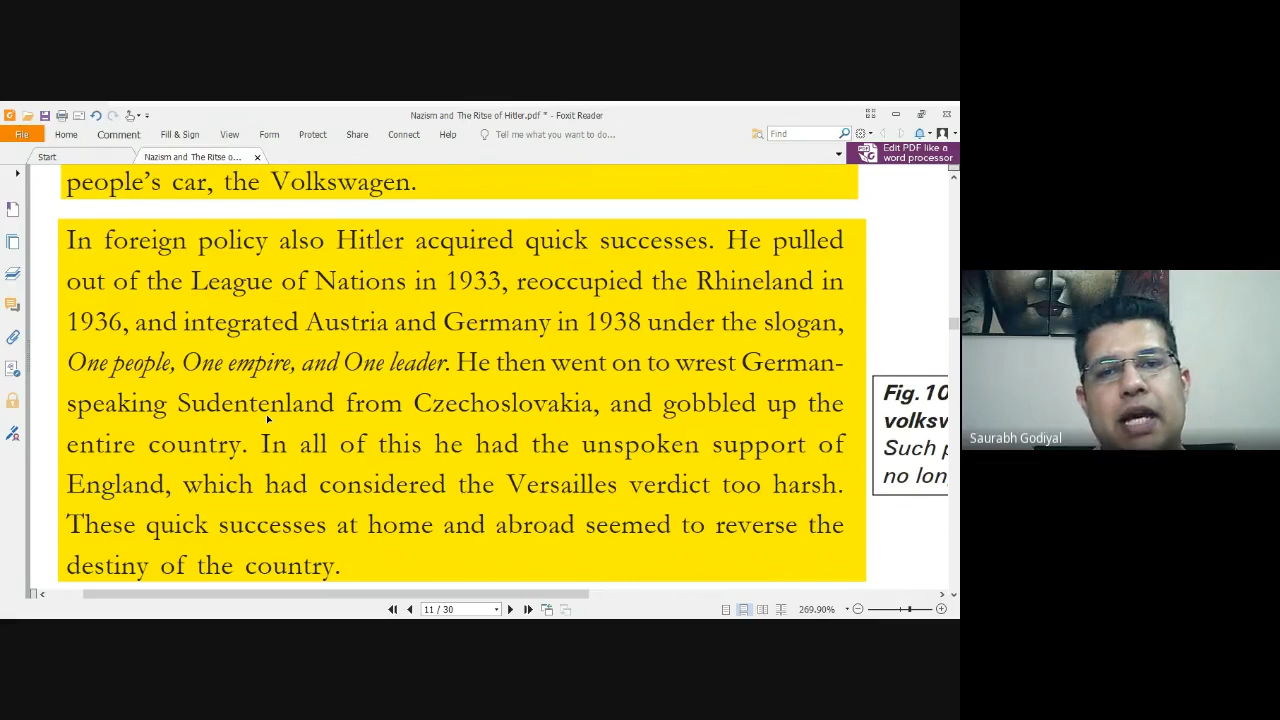 Nazism and The Ritse of Hitler.pdf * - Foxit Reader
File Home Comment Fill & Sign View Form Protect Share Connect Help Tell me what you want to do... Find
Start Nazism and The Ritse o... Edit PDF like a
word processor
people's car, the Volkswagen.
In foreign policy also Hitler acquired quick successes. He pulled
out of the League of Nations in 1933, reoccupied the Rhineland in
1936, and integrated Austria and Germany in 1938 under the slogan,
One people, One empire, and One leader. He then went on to wrest German-
speaking Sudentenland from Czechoslovakia, and gobbled up the
entire country. In all of this he had the unspoken support of
England, which had considered the Versailles verdict too harsh.
These quick successes at home and abroad seemed to reverse the
destiny of the country.
Fig. 10
volksw
Such p
no lon
11 / 30
269.90%
Saurabh Godiyal